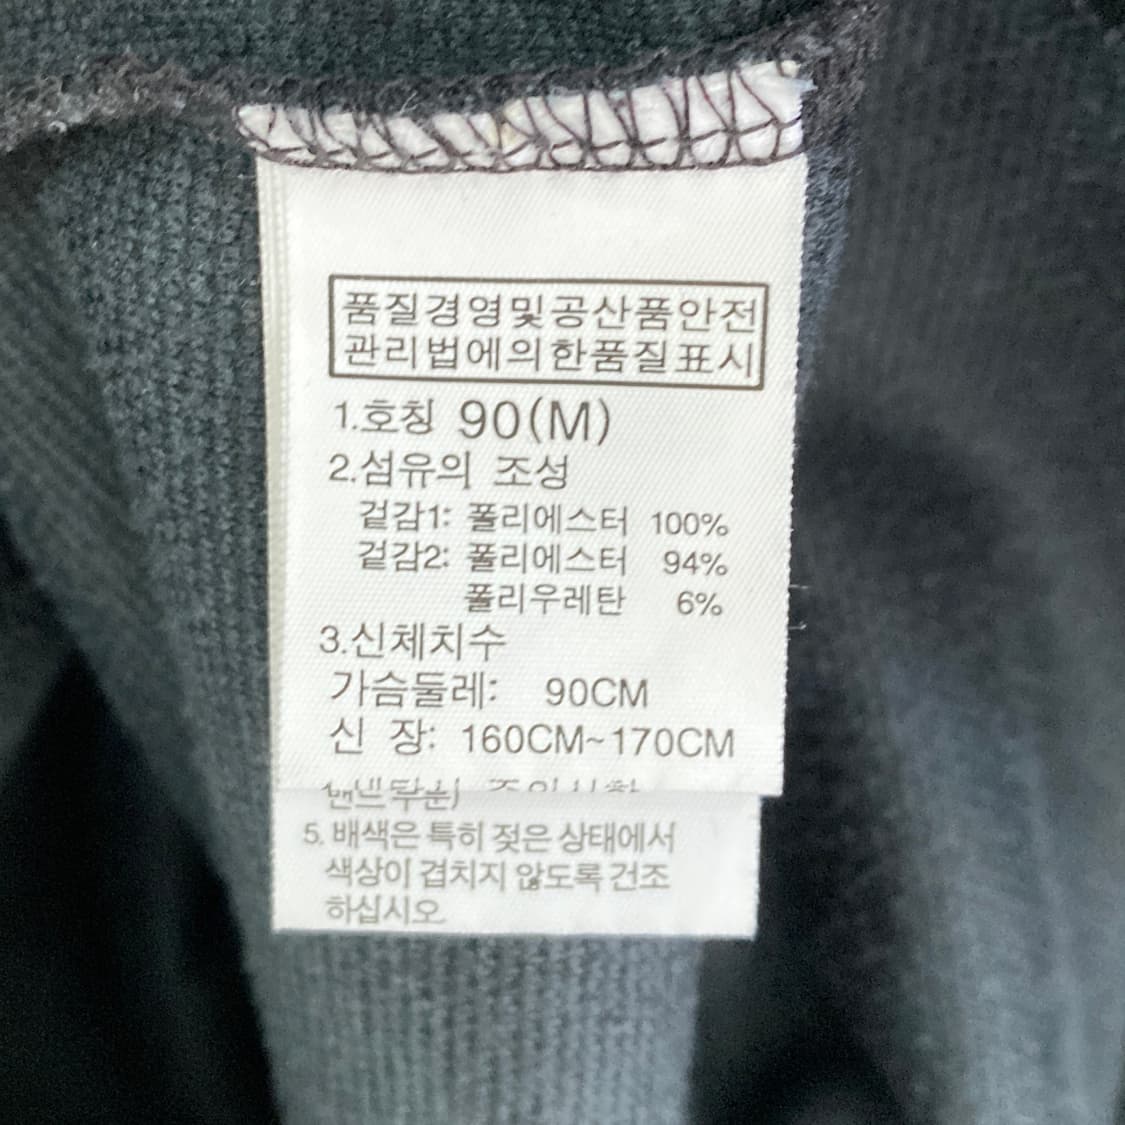 품질경영및공산품안전
관리법에의한품질표시
1.호칭 90(M)
2.섬유의 조성
겉감1: 폴리에스터 100%
겉감2: 폴리에스터 94%
폴리우레탄 6%
3.신체치수
가슴둘레: 90CM
신 장: 160CM~170CM
5. 배색은 특히 젖은 상태에서
색상이 겹치지 않도록 건조
하십시오